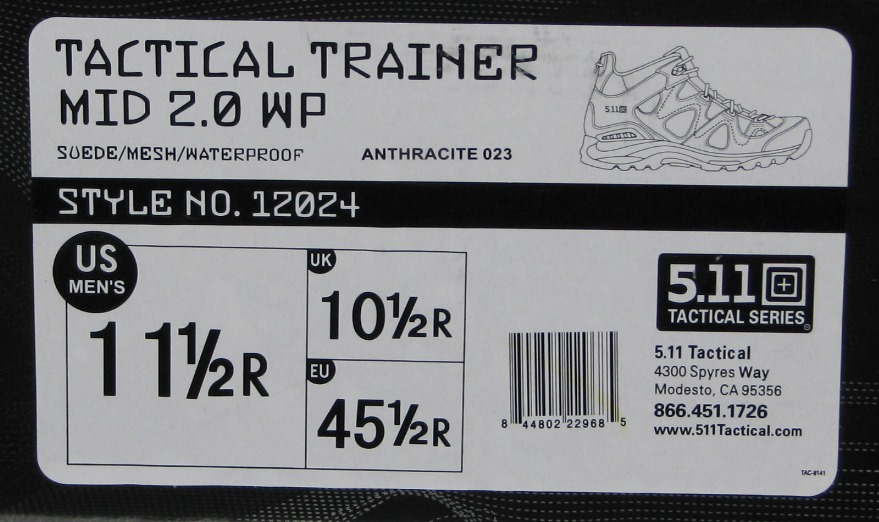 TACTICAL TRAINER
MID 2.0 WP
SUEDE/MESH/WATERPROOF
ANTHRACITE 023
5.11
STYLE NO. 12024
US
MEN'S
11½R
UK
10½R
EU
45½R
8 44802 22968 5
5.11
TACTICAL SERIES
5.11 Tactical
4300 Spyres Way
Modesto, CA 95356
866.451.1726
www.511Tactical.com
TAC-8141